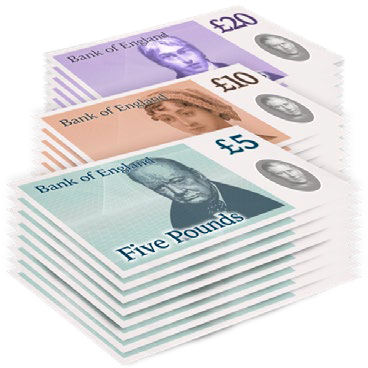 £20
Bank of England
£10
Bank of England
£5
Bank of England
Five Pounds